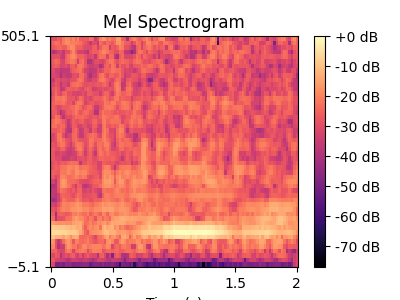 Mel Spectrogram
505.1
-5.1
0
0.5
1
1.5
2
+0 dB
-10 dB
-20 dB
-30 dB
-40 dB
-50 dB
-60 dB
-70 dB